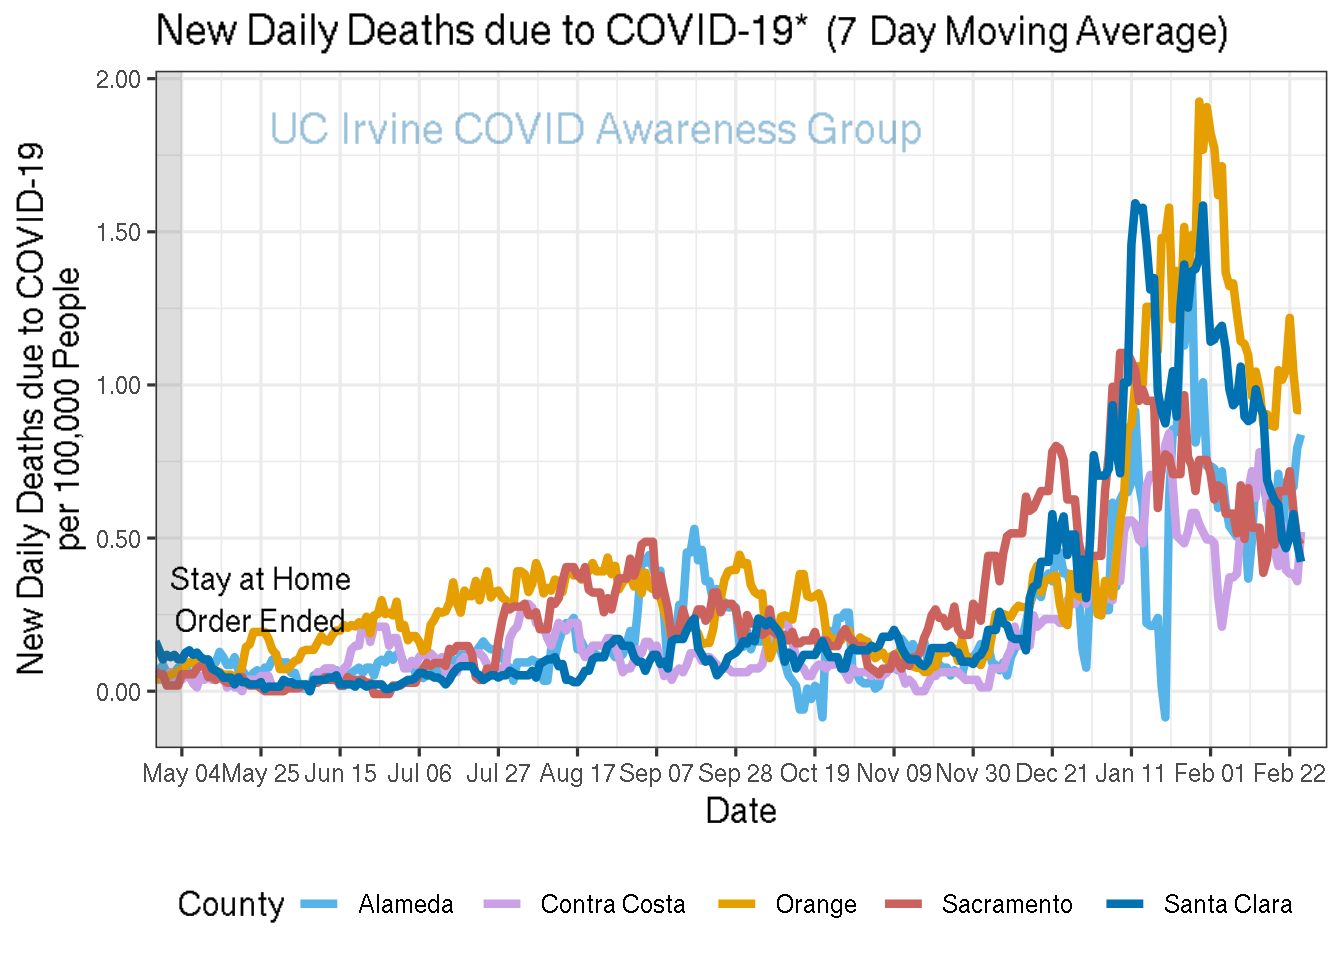 New Daily Deaths due to COVID-19* (7 Day Moving Average)
UC Irvine COVID Awareness Group
New Daily Deaths due to COVID-19
per 100,000 People
2.00
1.50
1.00
0.50
0.00
Stay at Home
Order Ended
May 04 May 25 Jun 15 Jul 06 Jul 27 Aug 17 Sep 07 Sep 28 Oct 19 Nov 09 Nov 30 Dec 21 Jan 11 Feb 01 Feb 22
Date
County Alameda Contra Costa Orange Sacramento Santa Clara